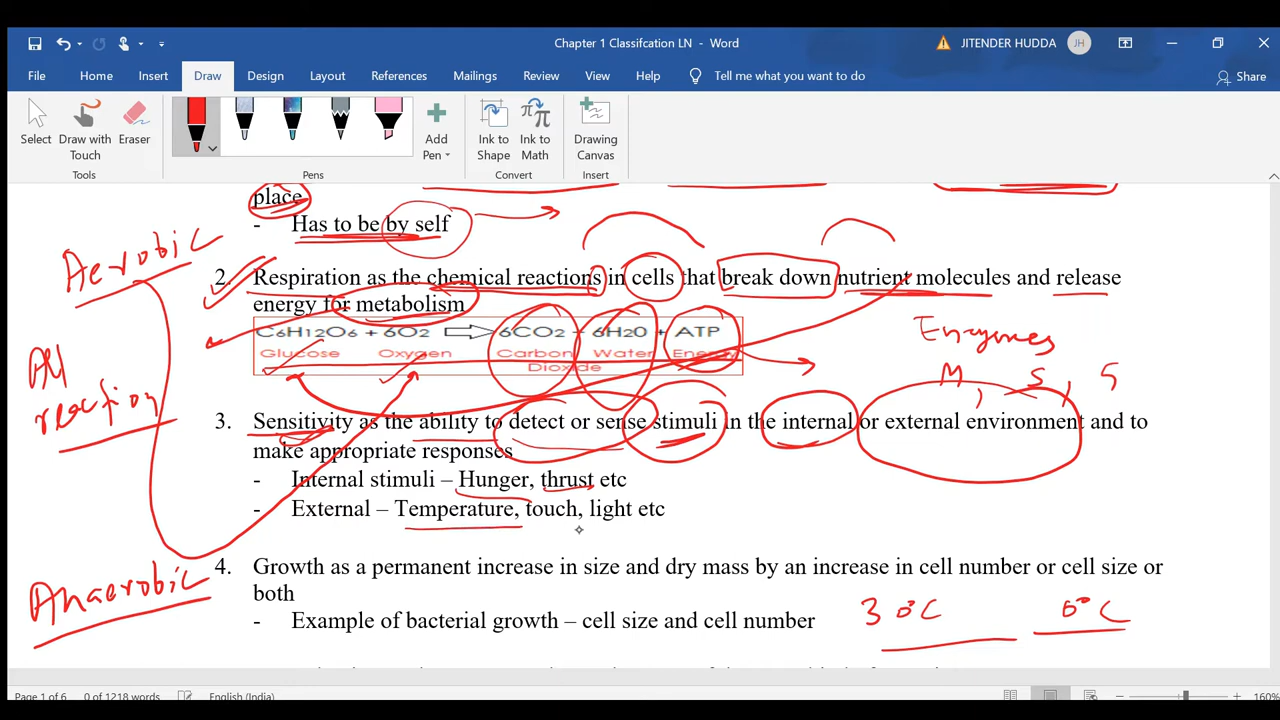 Chapter 1 Classifcation LN - Word
JITENDER HUDDA
JH
File Home Insert Draw Design Layout References Mailings Review View Help Tell me what you want to do
Share
Select Draw with Touch Eraser
Add Pen
Ink to Shape Ink to Math
Drawing Canvas
Tools Pens Convert Insert
place
- Has to be by self
Aerobic
2. Respiration as the chemical reactions in cells that break down nutrient molecules and release
energy for metabolism
C6H12O6 + 6O2 6CO2 + 6H20 + ATP
Glucose Oxygen Carbon Dioxide Water Energy
Enzymes
M, S, S
All
reaction
3. Sensitivity as the ability to detect or sense stimuli in the internal or external environment and to
make appropriate responses
- Internal stimuli – Hunger, thrust etc
- External – Temperature, touch, light etc
4. Growth as a permanent increase in size and dry mass by an increase in cell number or cell size or
both
Anaerobic
- Example of bacterial growth – cell size and cell number
30°C 0°C
Page 1 of 6 0 of 1218 words English (India) 160%